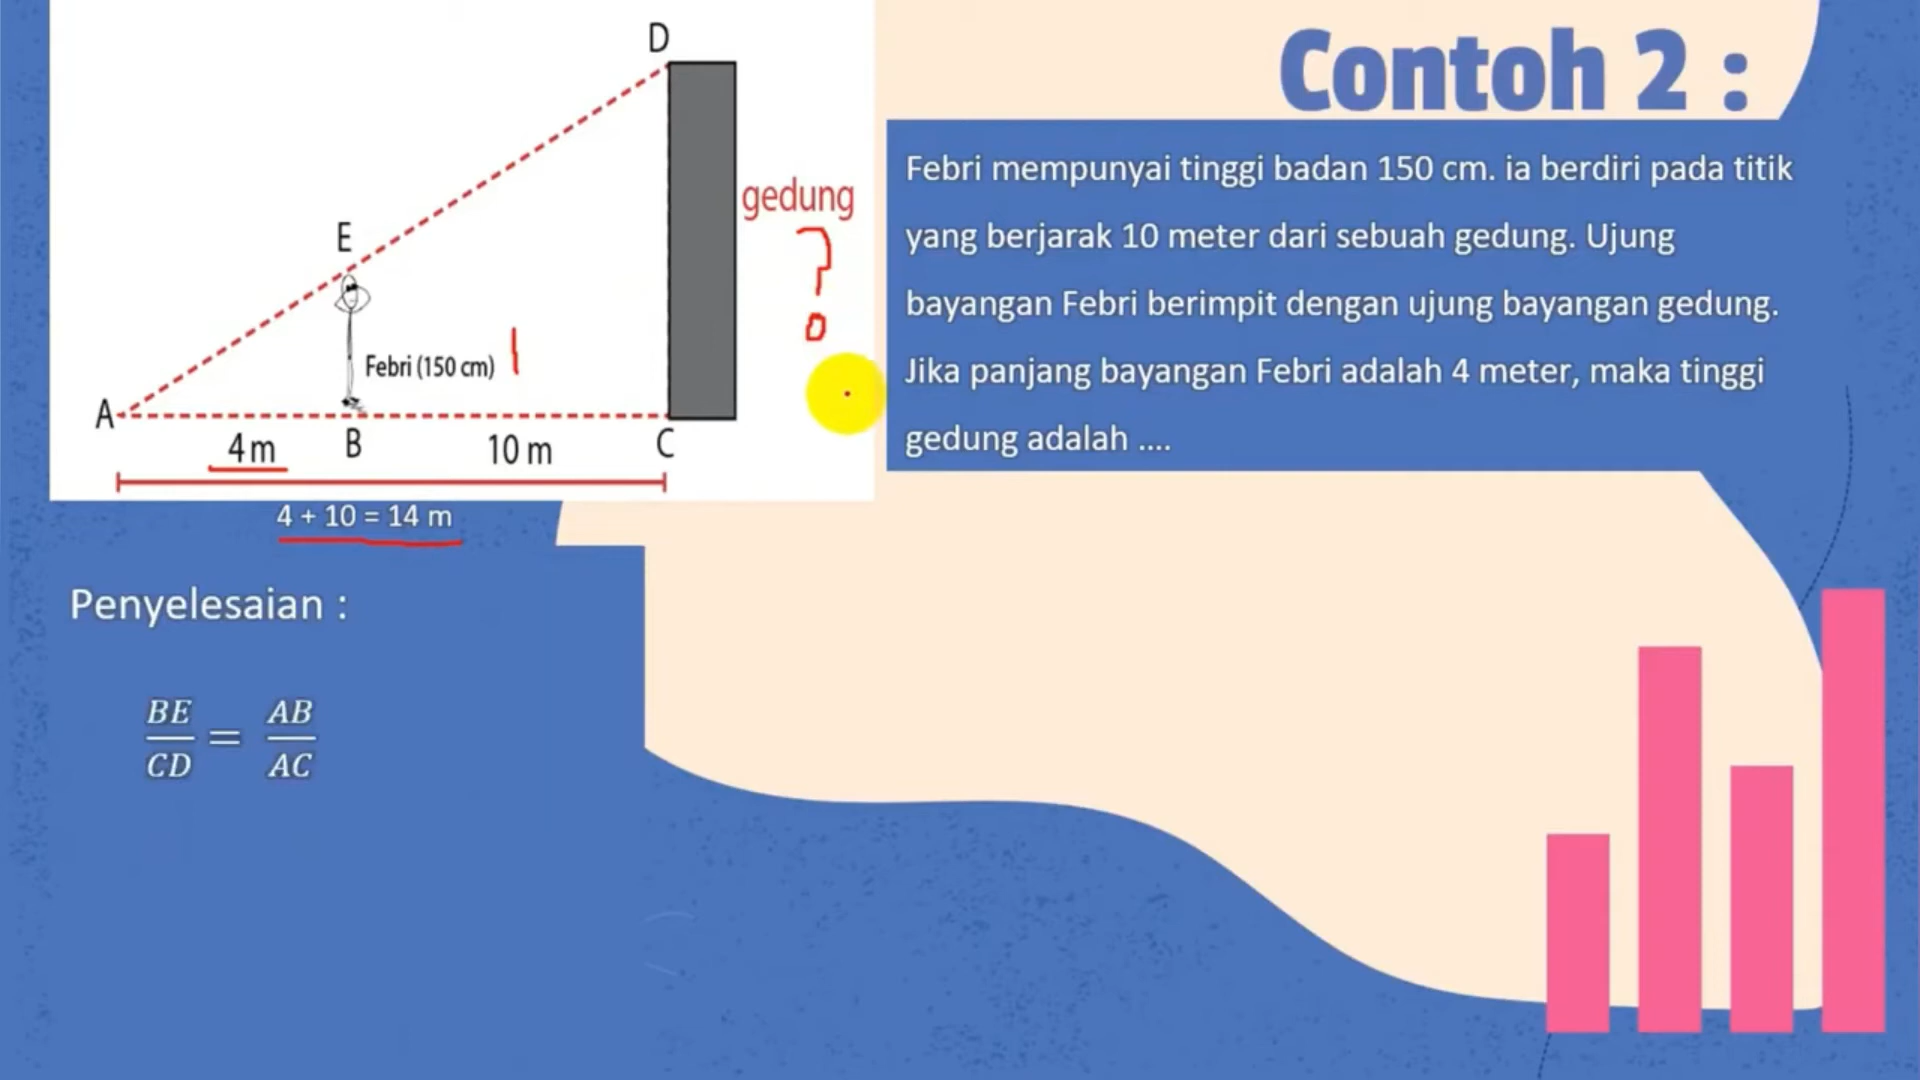 Contoh 2 :
D
gedung
?
E
Febri (150 cm)
A
B
C
4 m
10 m
4 + 10 = 14 m
Febri mempunyai tinggi badan 150 cm. ia berdiri pada titik
yang berjarak 10 meter dari sebuah gedung. Ujung
bayangan Febri berimpit dengan ujung bayangan gedung.
Jika panjang bayangan Febri adalah 4 meter, maka tinggi
gedung adalah ....
Penyelesaian :
BE/CD = AB/AC